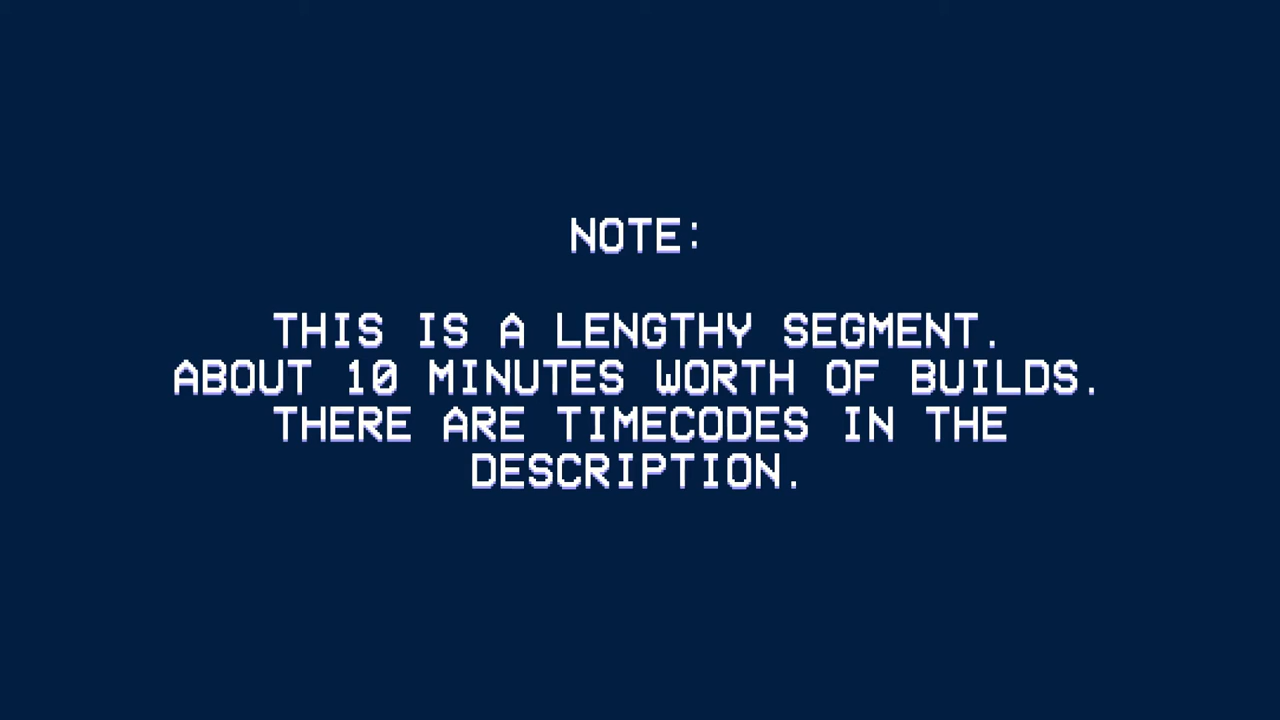 NOTE:
THIS IS A LENGTHY SEGMENT.
ABOUT 10 MINUTES WORTH OF BUILDS.
THERE ARE TIMECODES IN THE
DESCRIPTION.